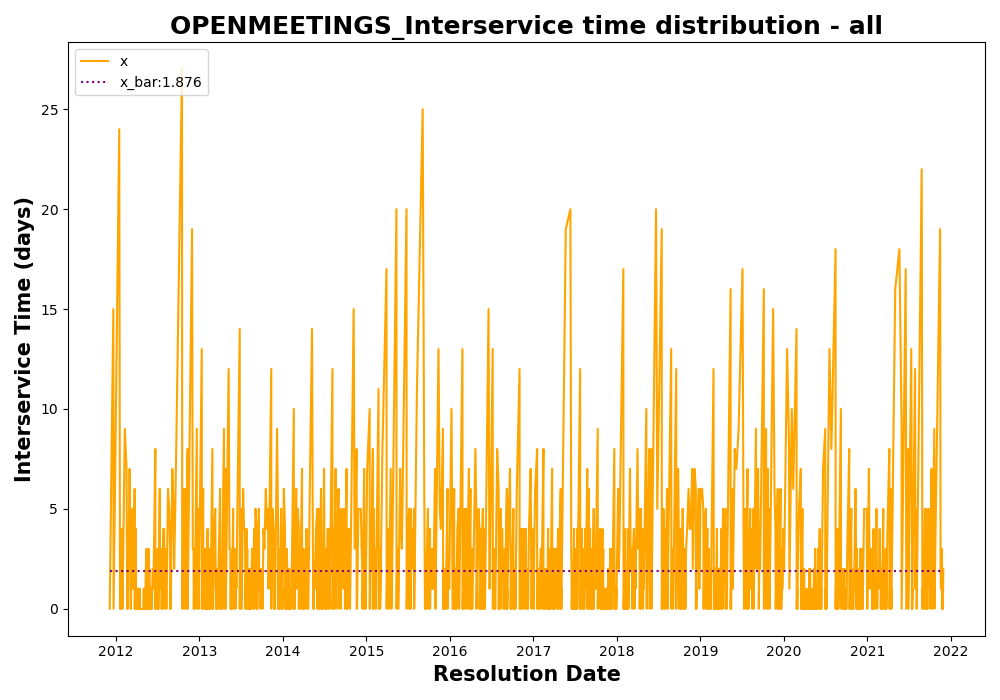 OPENMEETINGS_Interservice time distribution - all
x
x_bar:1.876
Interservice Time (days)
25
20
15
10
5
0
2012 2013 2014 2015 2016 2017 2018 2019 2020 2021 2022
Resolution Date